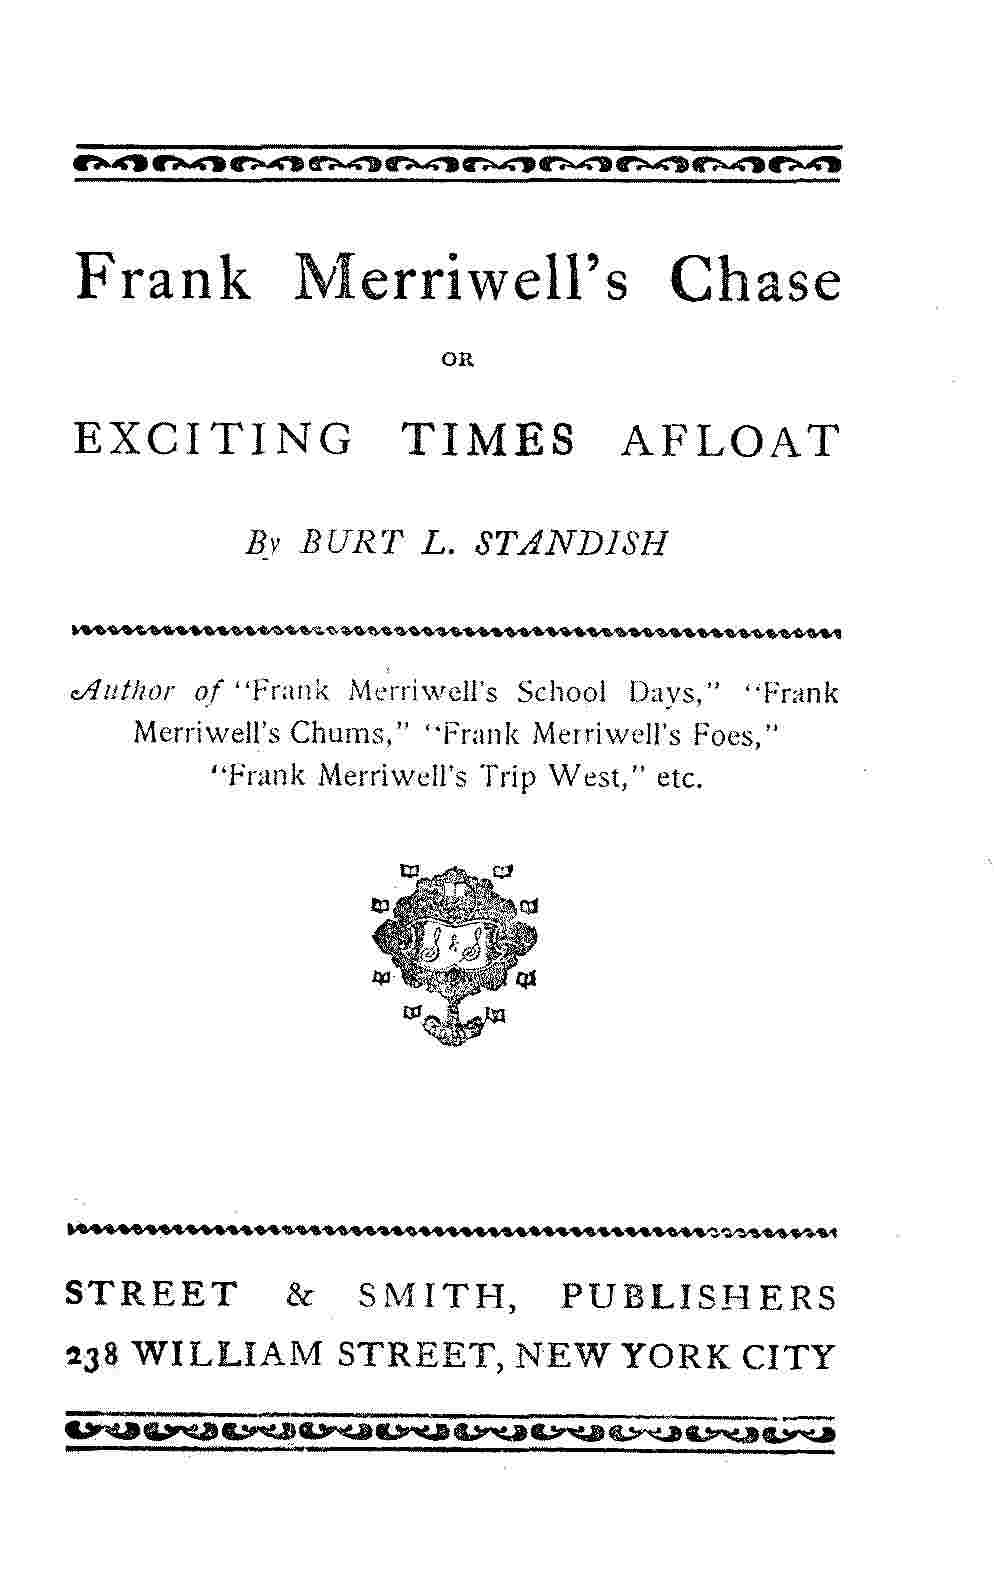 Frank Merriwell's Chase
OR
EXCITING TIMES AFLOAT
By BURT L. STANDISH
Author of "Frank Merriwell's School Days," "Frank
Merriwell's Chums," "Frank Merriwell's Foes,"
"Frank Merriwell's Trip West," etc.
S & S
STREET & SMITH, PUBLISHERS
238 WILLIAM STREET, NEW YORK CITY